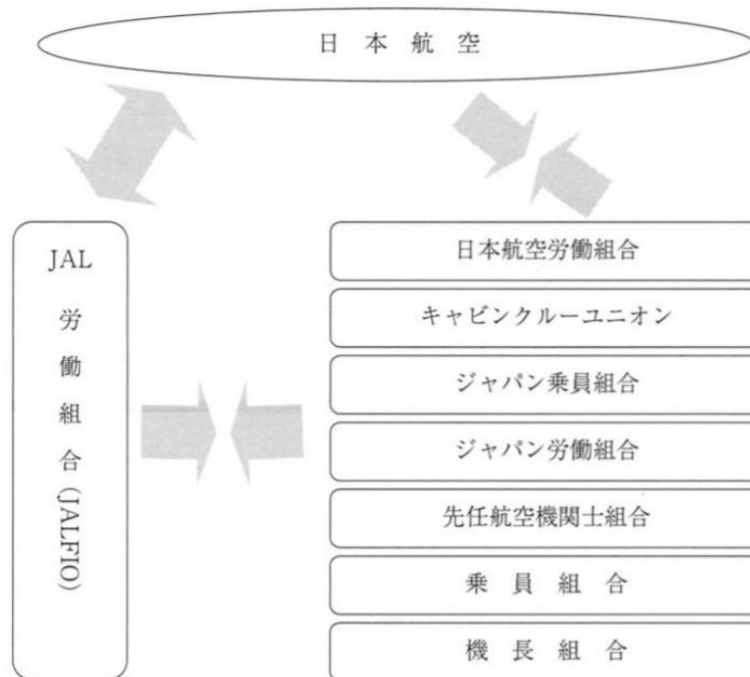 日本航空
JAL労働組合(JALFIO)
日本航空労働組合
キャビンクルーユニオン
ジャパン乗員組合
ジャパン労働組合
先任航空機関士組合
乗員組合
機長組合